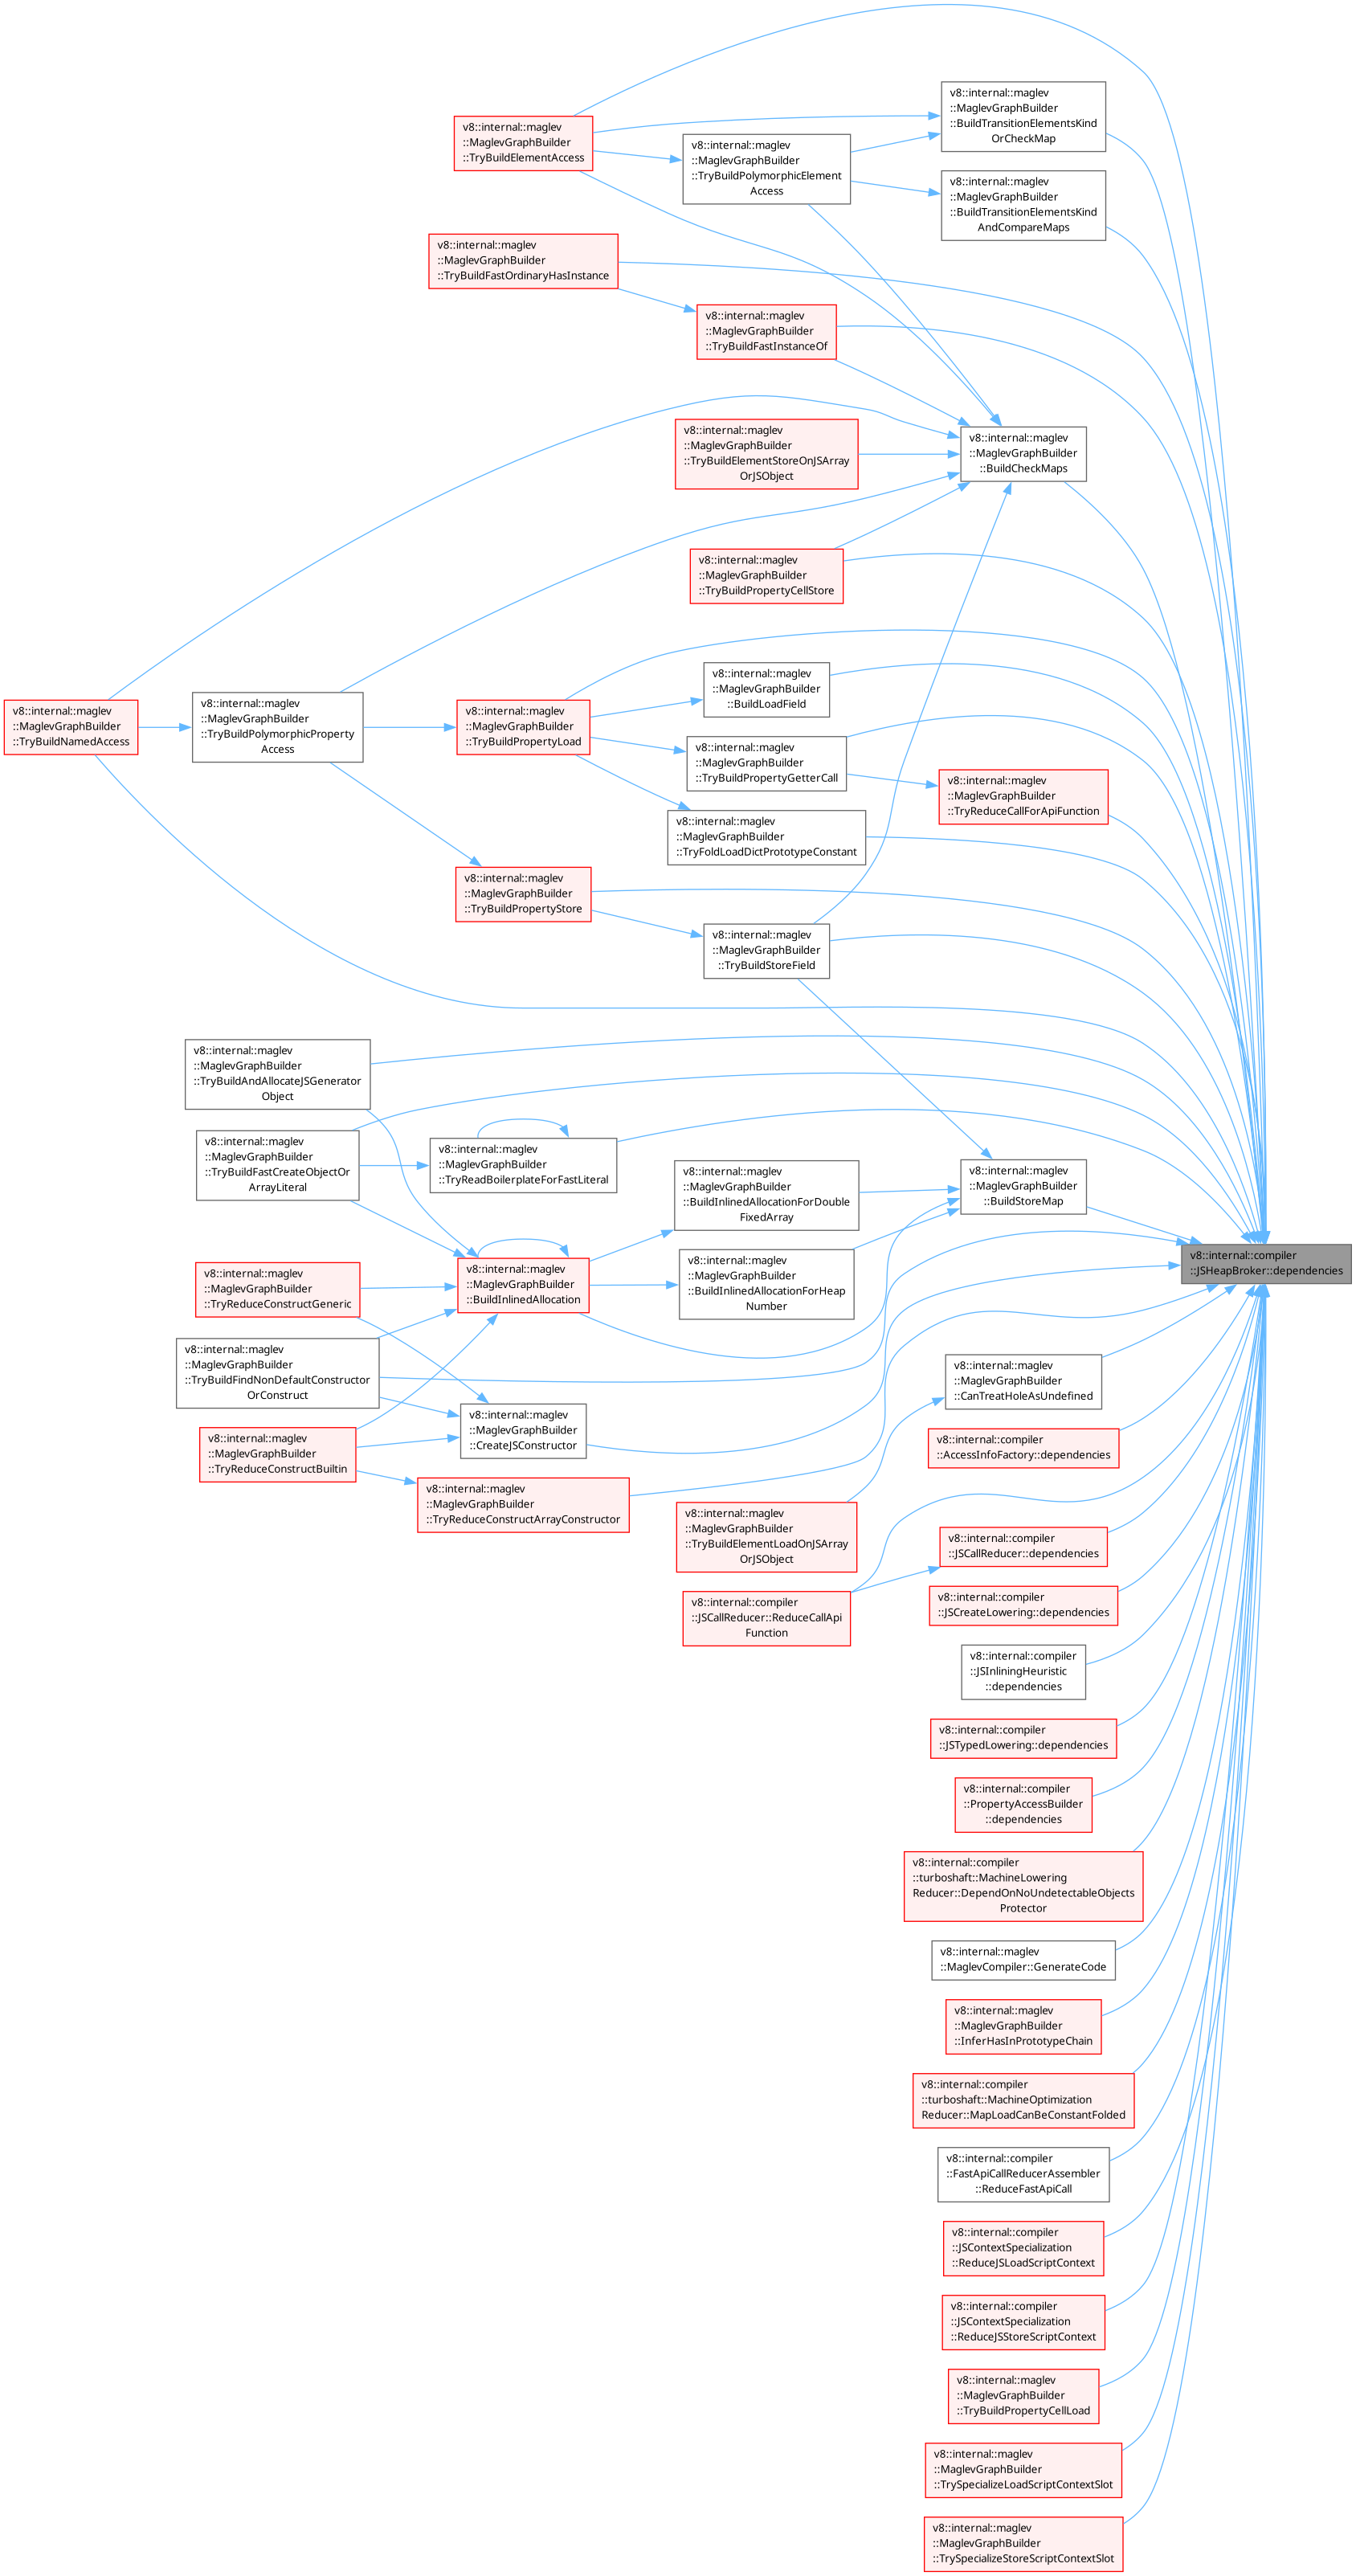 v8::internal::maglev
::MaglevGraphBuilder
::BuildTransitionElementsKind
OrCheckMap
v8::internal::maglev
::MaglevGraphBuilder
::TryBuildElementAccess
v8::internal::maglev
::MaglevGraphBuilder
::TryBuildPolymorphicElement
Access
v8::internal::maglev
::MaglevGraphBuilder
::BuildTransitionElementsKind
AndCompareMaps
v8::internal::maglev
::MaglevGraphBuilder
::TryBuildFastOrdinaryHasInstance
v8::internal::maglev
::MaglevGraphBuilder
::TryBuildFastInstanceOf
v8::internal::maglev
::MaglevGraphBuilder
::TryBuildElementStoreOnJSArray
OrJSObject
v8::internal::maglev
::MaglevGraphBuilder
::BuildCheckMaps
v8::internal::maglev
::MaglevGraphBuilder
::TryBuildPropertyCellStore
v8::internal::maglev
::MaglevGraphBuilder
::BuildLoadField
v8::internal::maglev
::MaglevGraphBuilder
::TryBuildNamedAccess
v8::internal::maglev
::MaglevGraphBuilder
::TryBuildPolymorphicProperty
Access
v8::internal::maglev
::MaglevGraphBuilder
::TryBuildPropertyLoad
v8::internal::maglev
::MaglevGraphBuilder
::TryBuildPropertyGetterCall
v8::internal::maglev
::MaglevGraphBuilder
::TryReduceCallForApiFunction
v8::internal::maglev
::MaglevGraphBuilder
::TryFoldLoadDictPrototypeConstant
v8::internal::maglev
::MaglevGraphBuilder
::TryBuildPropertyStore
v8::internal::maglev
::MaglevGraphBuilder
::TryBuildStoreField
v8::internal::maglev
::MaglevGraphBuilder
::TryBuildAndAllocateJSGenerator
Object
v8::internal::maglev
::MaglevGraphBuilder
::TryBuildFastCreateObjectOr
ArrayLiteral
v8::internal::maglev
::MaglevGraphBuilder
::TryReadBoilerplateForFastLiteral
v8::internal::maglev
::MaglevGraphBuilder
::BuildInlinedAllocationForDouble
FixedArray
v8::internal::maglev
::MaglevGraphBuilder
::BuildStoreMap
v8::internal::compiler
::JSHeapBroker::dependencies
v8::internal::maglev
::MaglevGraphBuilder
::TryReduceConstructGeneric
v8::internal::maglev
::MaglevGraphBuilder
::BuildInlinedAllocation
v8::internal::maglev
::MaglevGraphBuilder
::BuildInlinedAllocationForHeap
Number
v8::internal::maglev
::MaglevGraphBuilder
::TryBuildFindNonDefaultConstructor
OrConstruct
v8::internal::maglev
::MaglevGraphBuilder
::CanTreatHoleAsUndefined
v8::internal::maglev
::MaglevGraphBuilder
::TryReduceConstructBuiltin
v8::internal::maglev
::MaglevGraphBuilder
::CreateJSConstructor
v8::internal::compiler
::AccessInfoFactory::dependencies
v8::internal::maglev
::MaglevGraphBuilder
::TryReduceConstructArrayConstructor
v8::internal::maglev
::MaglevGraphBuilder
::TryBuildElementLoadOnJSArray
OrJSObject
v8::internal::compiler
::JSCallReducer::dependencies
v8::internal::compiler
::JSCallReducer::ReduceCallApi
Function
v8::internal::compiler
::JSCreateLowering::dependencies
v8::internal::compiler
::JSInliningHeuristic
::dependencies
v8::internal::compiler
::JSTypedLowering::dependencies
v8::internal::compiler
::PropertyAccessBuilder
::dependencies
v8::internal::compiler
::turboshaft::MachineLowering
Reducer::DependOnNoUndetectableObjects
Protector
v8::internal::maglev
::MaglevCompiler::GenerateCode
v8::internal::maglev
::MaglevGraphBuilder
::InferHasInPrototypeChain
v8::internal::compiler
::turboshaft::MachineOptimization
Reducer::MapLoadCanBeConstantFolded
v8::internal::compiler
::FastApiCallReducerAssembler
::ReduceFastApiCall
v8::internal::compiler
::JSContextSpecialization
::ReduceJSLoadScriptContext
v8::internal::compiler
::JSContextSpecialization
::ReduceJSStoreScriptContext
v8::internal::maglev
::MaglevGraphBuilder
::TryBuildPropertyCellLoad
v8::internal::maglev
::MaglevGraphBuilder
::TrySpecializeLoadScriptContextSlot
v8::internal::maglev
::MaglevGraphBuilder
::TrySpecializeStoreScriptContextSlot